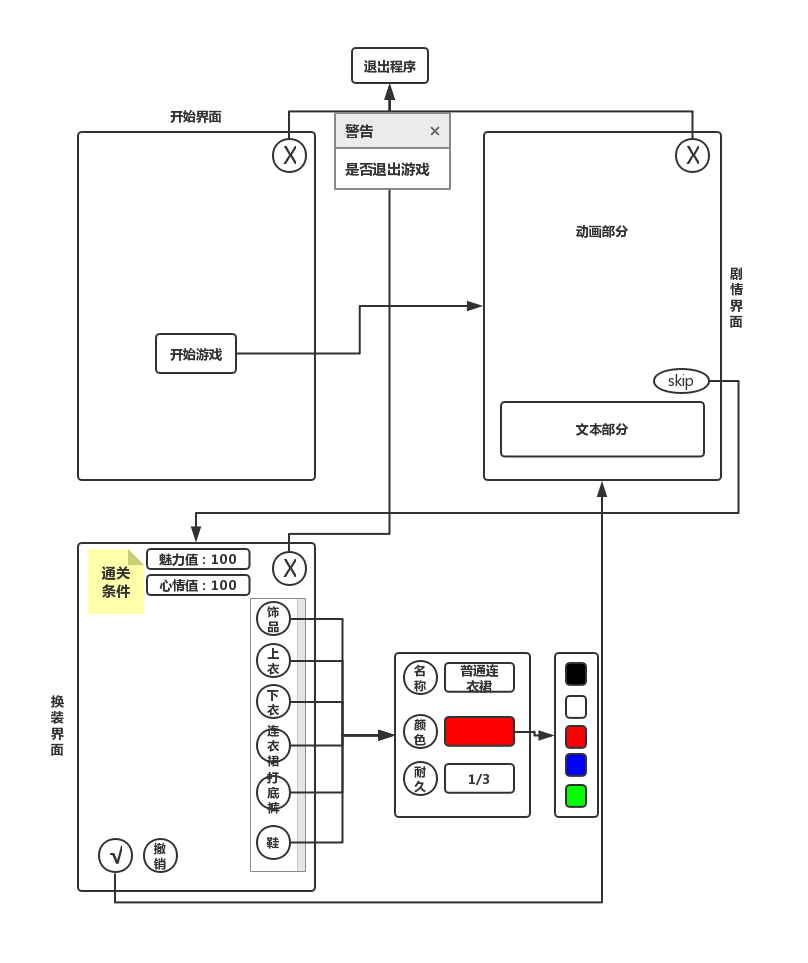 退出程序
开始界面
警告 ×
是否退出游戏
X
X
动画部分
剧情界面
开始游戏
skip
文本部分
通关
条件
魅力值：100
心情值：100
X
饰
品
上
衣
下
衣
连
衣
裙
打
底
裤
鞋
换装界面
√
撤
销
名
称
普通连
衣裙
颜
色
耐
久
1/3